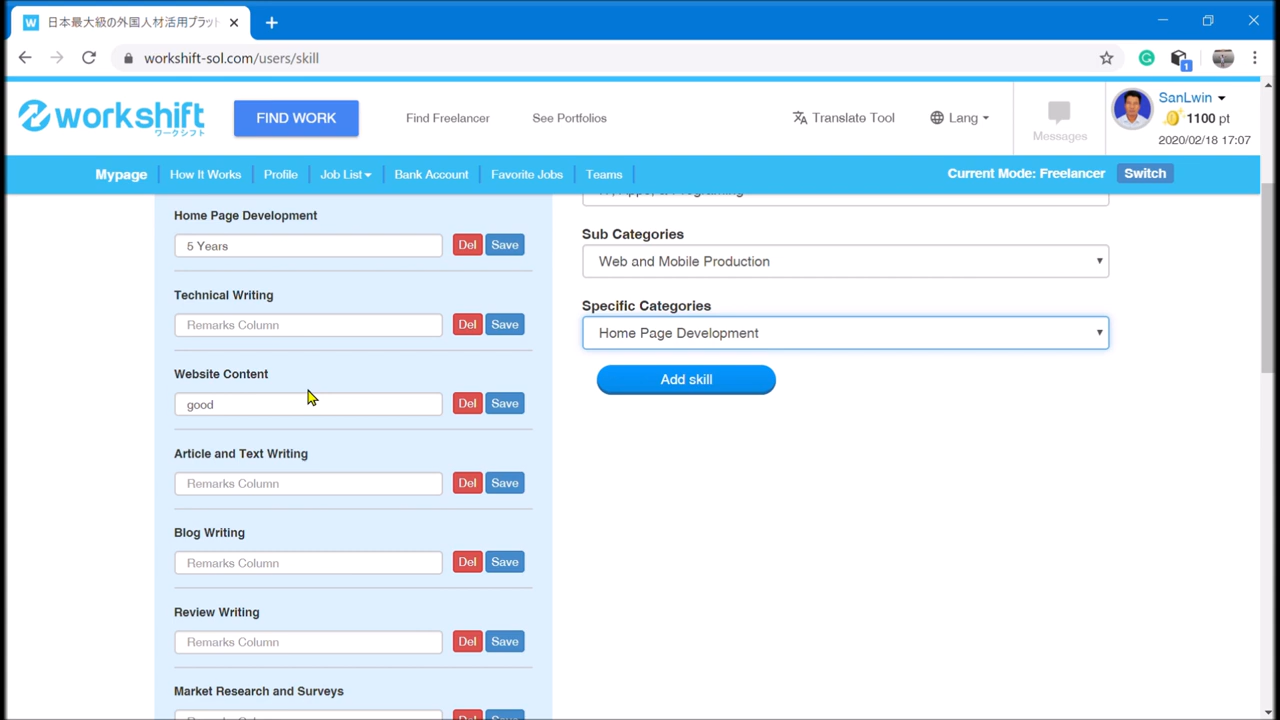 日本最大級の外国人材活用プラット
workshift-sol.com/users/skill
1
workshift
ワークシフト
FIND WORK
Find Freelancer
See Portfolios
Translate Tool
Lang
Messages
SanLwin
1100 pt
2020/02/18 17:07
Mypage
How It Works
Profile
Job List
Bank Account
Favorite Jobs
Teams
Current Mode: Freelancer
Switch
Home Page Development
5 Years
Del
Save
Technical Writing
Remarks Column
Del
Save
Website Content
good
Del
Save
Article and Text Writing
Remarks Column
Del
Save
Blog Writing
Remarks Column
Del
Save
Review Writing
Remarks Column
Del
Save
Market Research and Surveys
Sub Categories
Web and Mobile Production
Specific Categories
Home Page Development
Add skill